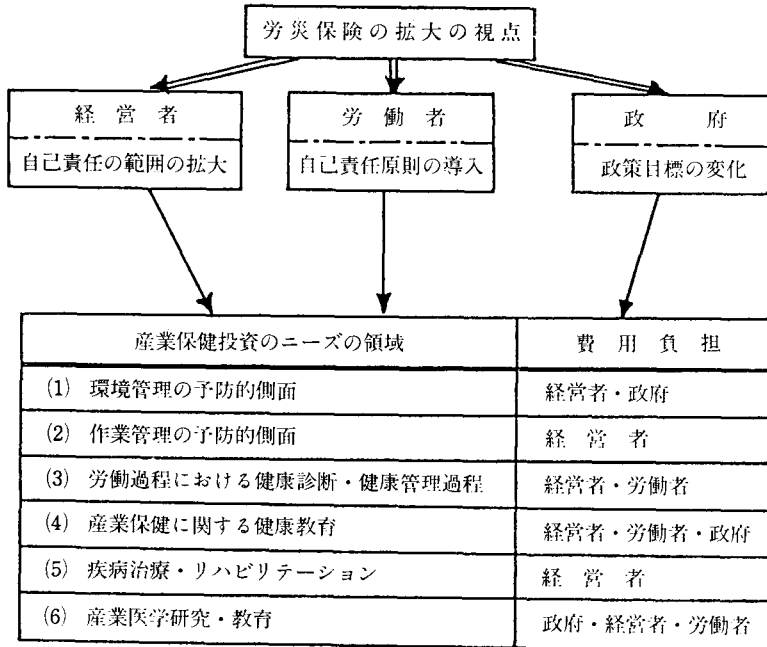 労災保険の拡大の視点
経営者
自己責任の範囲の拡大
労働者
自己責任原則の導入
政府
政策目標の変化
産業保健投資のニーズの領域 費用負担
(1) 環境管理の予防的側面 経営者・政府
(2) 作業管理の予防的側面 経営者
(3) 労働過程における健康診断・健康管理過程 経営者・労働者
(4) 産業保健に関する健康教育 経営者・労働者・政府
(5) 疾病治療・リハビリテーション 経営者
(6) 産業医学研究・教育 政府・経営者・労働者